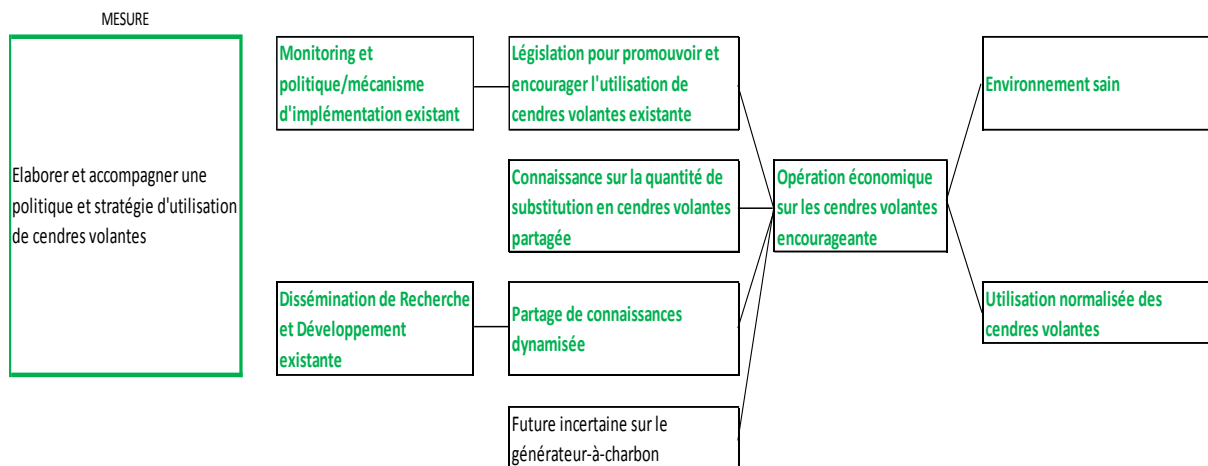 MESURE
Elaborer et accompagner une
politique et stratégie d'utilisation
de cendres volantes
Monitoring et
politique/mécanisme
d'implémentation existant
Législation pour promouvoir et
encourager l'utilisation de
cendres volantes existante
Connaissance sur la quantité de
substitution en cendres volantes
partagée
Dissémination de Recherche
et Développement
existante
Partage de connaissances
dynamisée
Future incertaine sur le
générateur-à-charbon
Opération économique
sur les cendres volantes
encourageante
Environnement sain
Utilisation normalisée des
cendres volantes